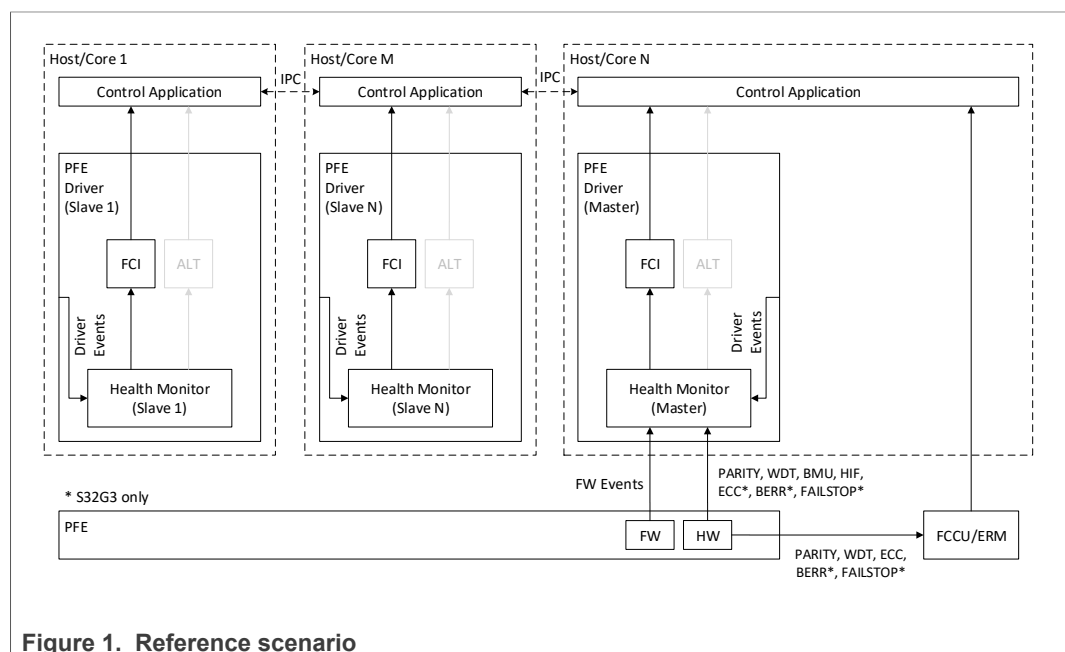 Host/Core 1
Control Application
PFE
Driver
(Slave 1)
FCI
ALT
Driver
Events
Health Monitor
(Slave 1)
IPC
Host/Core M
Control Application
PFE
Driver
(Slave N)
FCI
ALT
Driver
Events
Health Monitor
(Slave N)
IPC
Host/Core N
Control Application
PFE
Driver
(Master)
FCI
ALT
Driver
Events
Health Monitor
(Master)
FW Events
PARITY, WDT, BMU, HIF,
ECC*, BERR*, FAILSTOP*
* S32G3 only
PFE
FW
HW
PARITY, WDT, ECC,
BERR*, FAILSTOP*
FCCU/ERM
Figure 1. Reference scenario